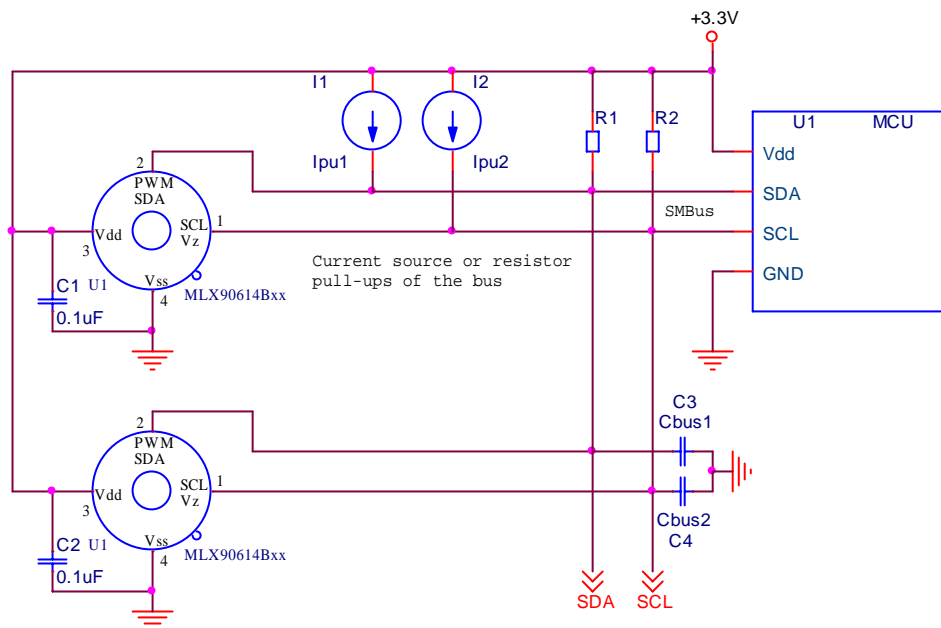 +3.3V
I1
I2
R1
R2
U1
MCU
Ipu1
Ipu2
Vdd
SDA
SCL
GND
SMBus
2
PWM
SDA
SCL
Vz
1
Vdd
3
Vss
4
C1
U1
0.1uF
MLX90614Bxx
Current source or resistor
pull-ups of the bus
2
PWM
SDA
SCL
Vz
1
Vdd
3
Vss
4
C2
U1
0.1uF
MLX90614Bxx
C3
Cbus1
Cbus2
C4
SDA
SCL